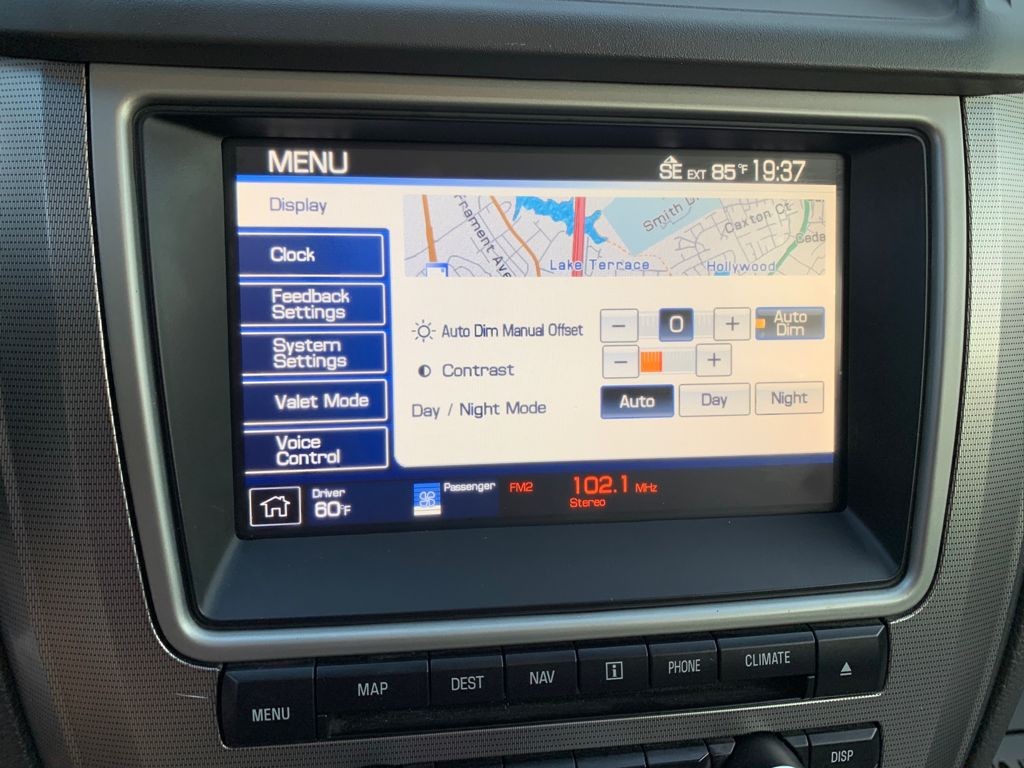 MENU
SE EXT 85°F 19:37
Display
Clock
Feedback
Settings
System
Settings
Valet Mode
Voice
Control
Smith D
Caxton Ct
Lake Terrace
Hollywood
Auto Dim Manual Offset
− 0 +
Auto
Dim
Contrast
− +
Day / Night Mode
Auto Day Night
Driver
60°F
Passenger
FM2
102.1 MHz
Stereo
MENU
MAP
DEST
NAV
i
PHONE
CLIMATE
DISP